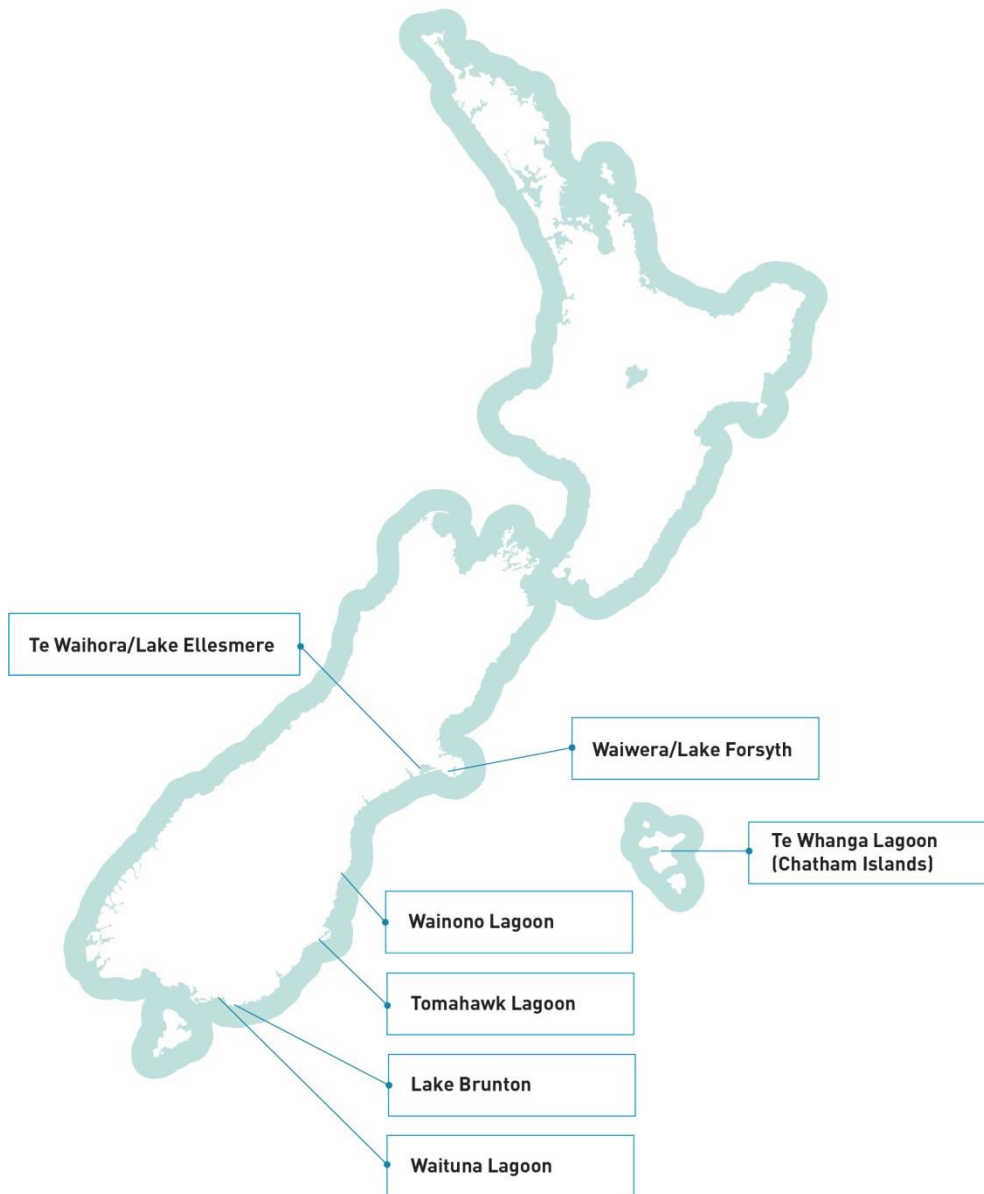 Te Waihora/Lake Ellesmere
Waiwera/Lake Forsyth
Te Whanga Lagoon
(Chatham Islands)
Wainono Lagoon
Tomahawk Lagoon
Lake Brunton
Waituna Lagoon